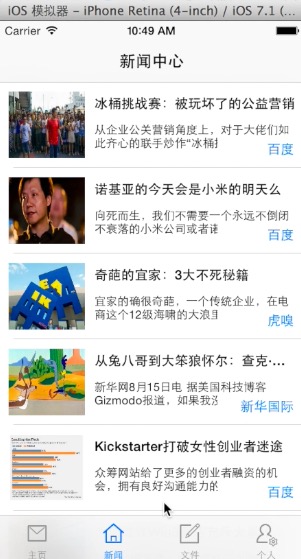 iOS 模拟器 – iPhone Retina (4-inch) / iOS 7.1 (...
Carrier 10:49 AM
新闻中心
冰桶挑战赛：被玩坏了的公益营销
从企业公关营销角度上，对于大佬们如
此齐心的联手炒作“冰桶
百度
诺基亚的今天会是小米的明天么
向死而生，我们不需要一个永远不倒闭
不衰落的小米公司或者诺
百度
奇葩的宜家：3大不死秘籍
宜家的确很奇葩，一个传统企业，在电
商这个12级海啸的大浪里
虎嗅
从兔八哥到大笨狼怀尔：查克·...
新华网8月15日电 据美国科技博客
Gizmodo报道，如果我
新华国际
Kickstarter打破女性创业者迷途
众筹网站给了更多的创业者融资的机
会，拥有良好沟通能力的
百度
主页 新闻 文件 个人